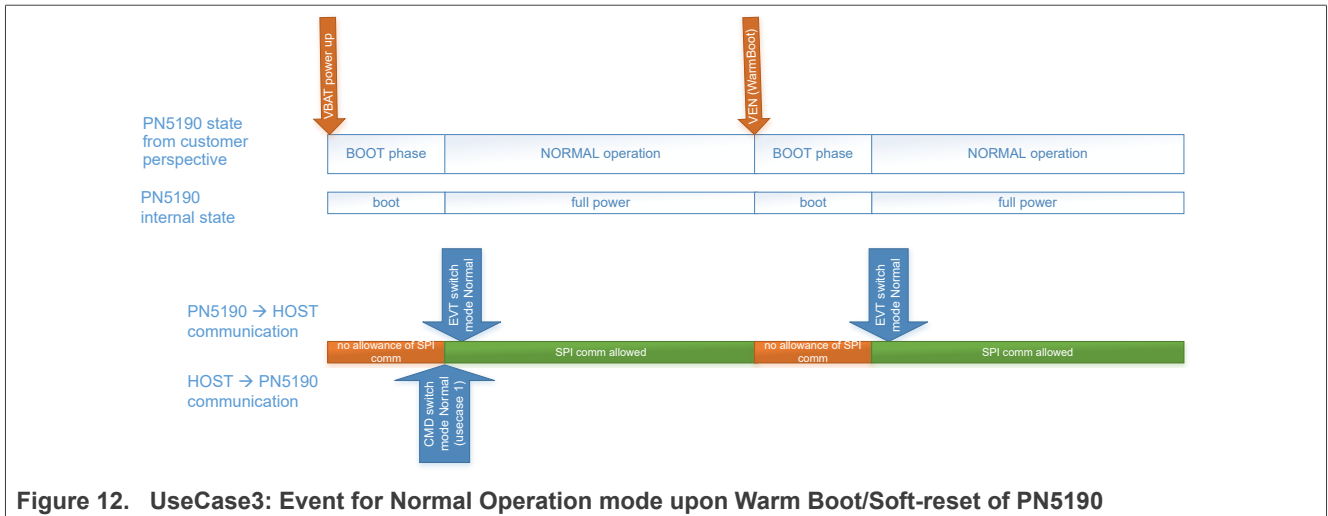 VBAT power up
VEN (WarmBoot)
PN5190 state
from customer
perspective
BOOT phase
NORMAL operation
BOOT phase
NORMAL operation
PN5190
internal state
boot
full power
boot
full power
EVT switch
mode Normal
EVT switch
mode Normal
PN5190 → HOST
communication
no allowance of SPI
comm
SPI comm allowed
no allowance of SPI
comm
SPI comm allowed
HOST → PN5190
communication
CMD switch
mode Normal
(usecase 1)
Figure 12. UseCase3: Event for Normal Operation mode upon Warm Boot/Soft-reset of PN5190